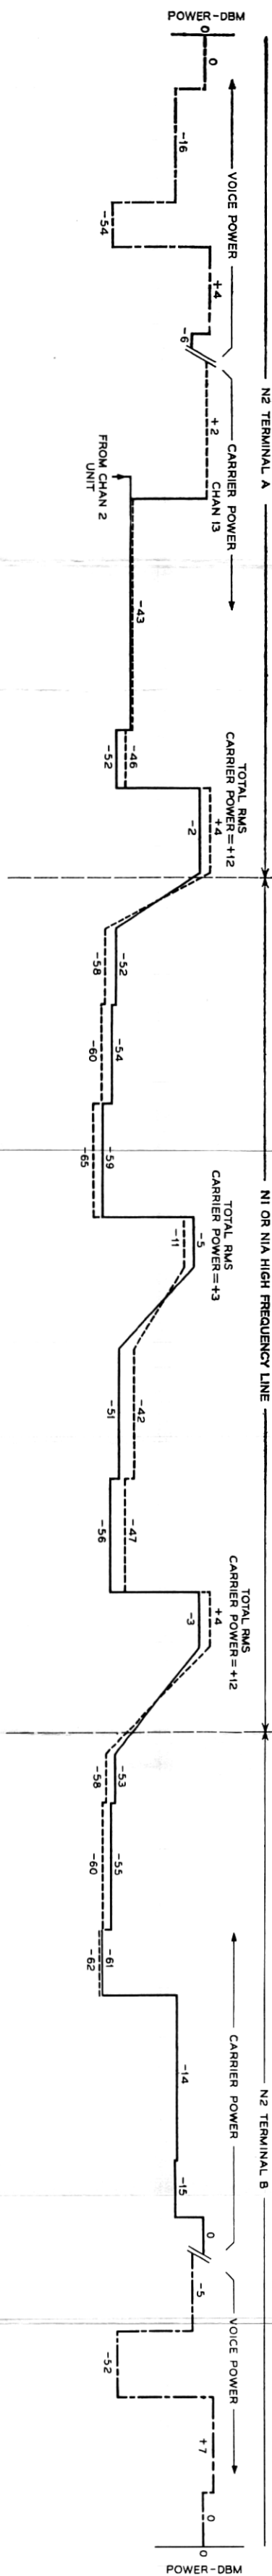 N2 TERMINAL A
N1 OR N1A HIGH FREQUENCY LINE
N2 TERMINAL B
VOICE POWER
CARRIER POWER
CHAN 13
CARRIER POWER
VOICE POWER
TOTAL RMS
CARRIER POWER=+12
TOTAL RMS
CARRIER POWER=+3
TOTAL RMS
CARRIER POWER=+12
POWER-DBM
0
0
-16
-54
+4
-6
+2
FROM CHAN 2
UNIT
-43
-46
-52
+4
-2
-52
-58
-54
-60
-59
-65
-5
-11
-42
-51
-47
-56
+4
-3
-53
-58
-55
-60
-61
-62
-14
-15
0
-5
-52
+7
0
0
POWER-DBM